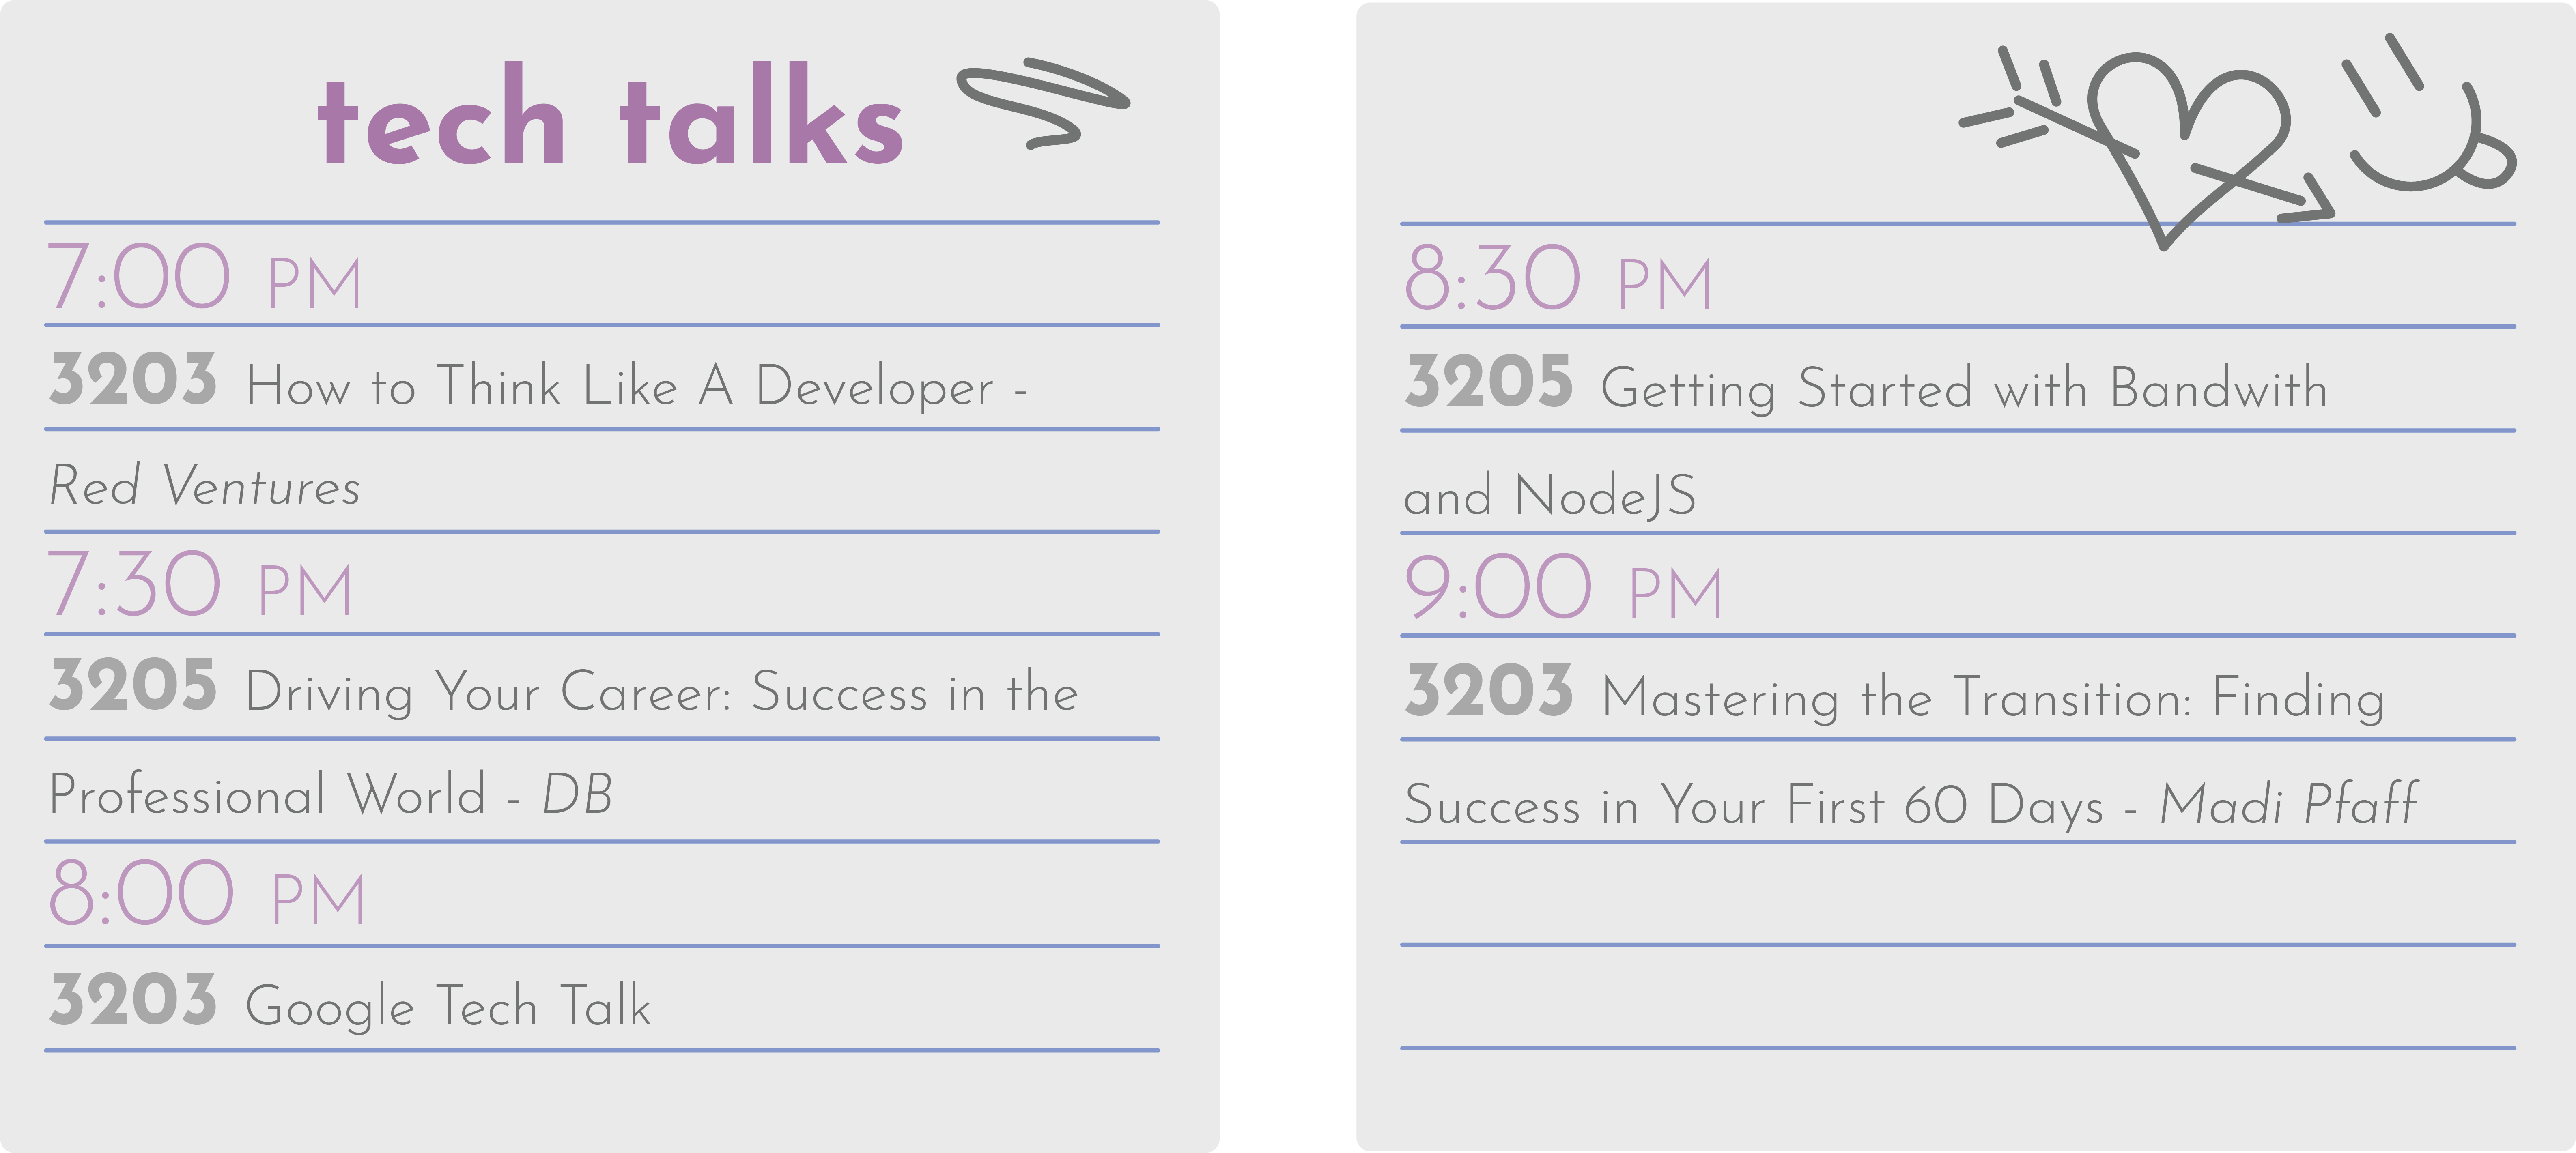 tech talks
7:00 PM
3203 How to Think Like A Developer -
Red Ventures
7:30 PM
3205 Driving Your Career: Success in the
Professional World - DB
8:00 PM
3203 Google Tech Talk
8:30 PM
3205 Getting Started with Bandwith
and NodeJS
9:00 PM
3203 Mastering the Transition: Finding
Success in Your First 60 Days - Madi Pfaff